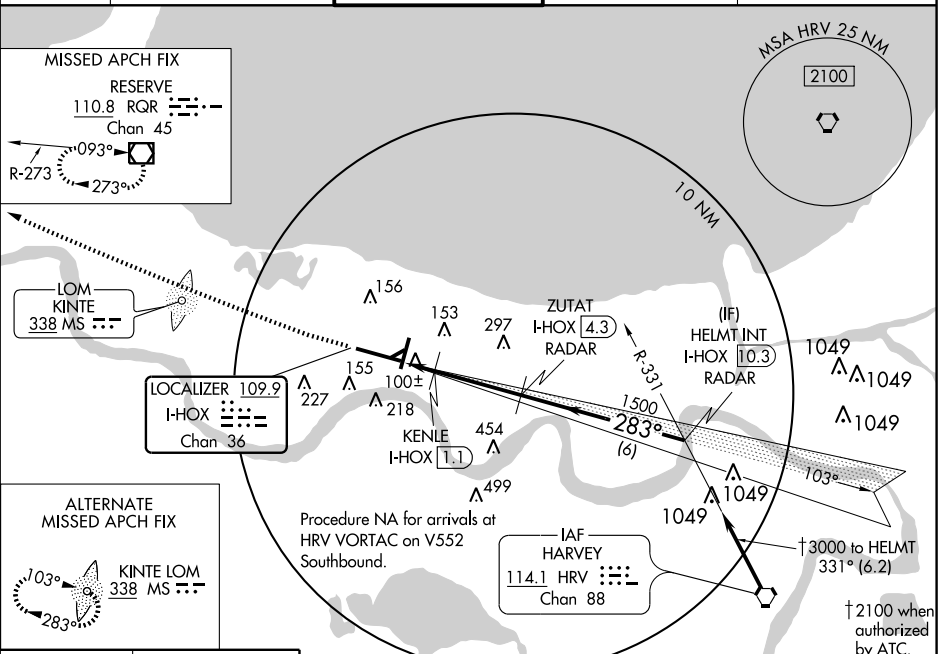 MISSED APCH FIX
RESERVE
110.8 RQR
Chan 45
093°
R-273
273°
MSA HRV 25 NM
2100
10 NM
LOM
KINTE
338 MS
156
153
297
ZUTAT
I-HOX 4.3
RADAR
(IF)
HELMT INT
I-HOX 10.3
RADAR
R-331
1049
1049
1049
LOCALIZER 109.9
I-HOX
Chan 36
227
155
100±
218
KENLE
I-HOX 1.1
454
499
1500
283°
(6)
103°
1049
1049
ALTERNATE
MISSED APCH FIX
103°
KINTE LOM
338 MS
283°
Procedure NA for arrivals at
HRV VORTAC on V552
Southbound.
IAF
HARVEY
114.1 HRV
Chan 88
†3000 to HELMT
331° (6.2)
†2100 when
authorized
by ATC.